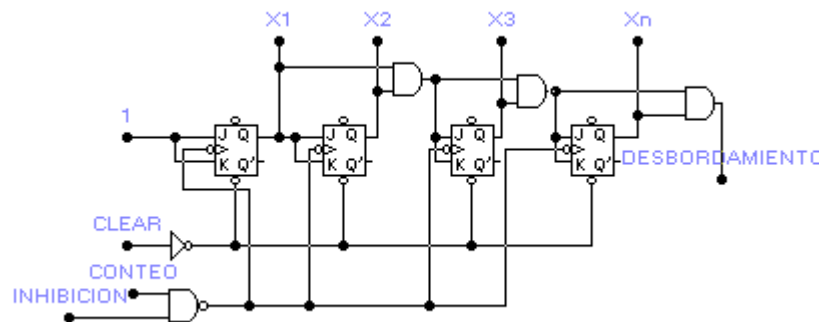 X1 X2 X3 Xn
1
J Q J Q J Q J Q
K Q' K Q' K Q' K Q'
DESBORDAMIENTO
CLEAR
CONTEO
INHIBICION